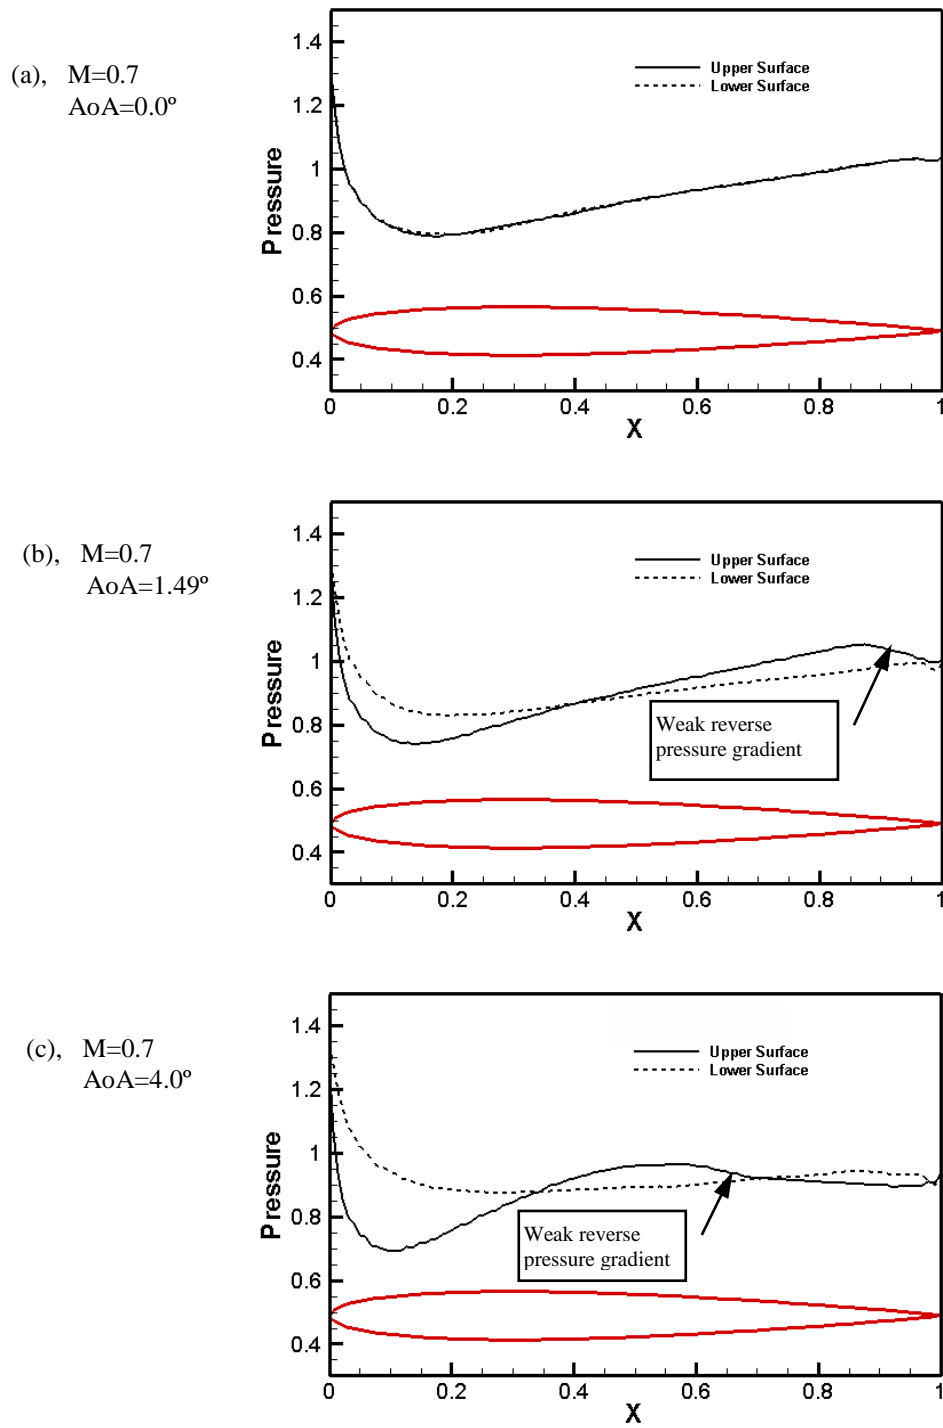 (a), M=0.7
AoA=0.0º
1.4
1.2
1
0.8
0.6
0.4
Pressure
Upper Surface
Lower Surface
0 0.2 0.4 0.6 0.8 1
X
(b), M=0.7
AoA=1.49º
1.4
1.2
1
0.8
0.6
0.4
Pressure
Upper Surface
Lower Surface
Weak reverse
pressure gradient
0 0.2 0.4 0.6 0.8 1
X
(c), M=0.7
AoA=4.0º
1.4
1.2
1
0.8
0.6
0.4
Pressure
Upper Surface
Lower Surface
Weak reverse
pressure gradient
0 0.2 0.4 0.6 0.8 1
X